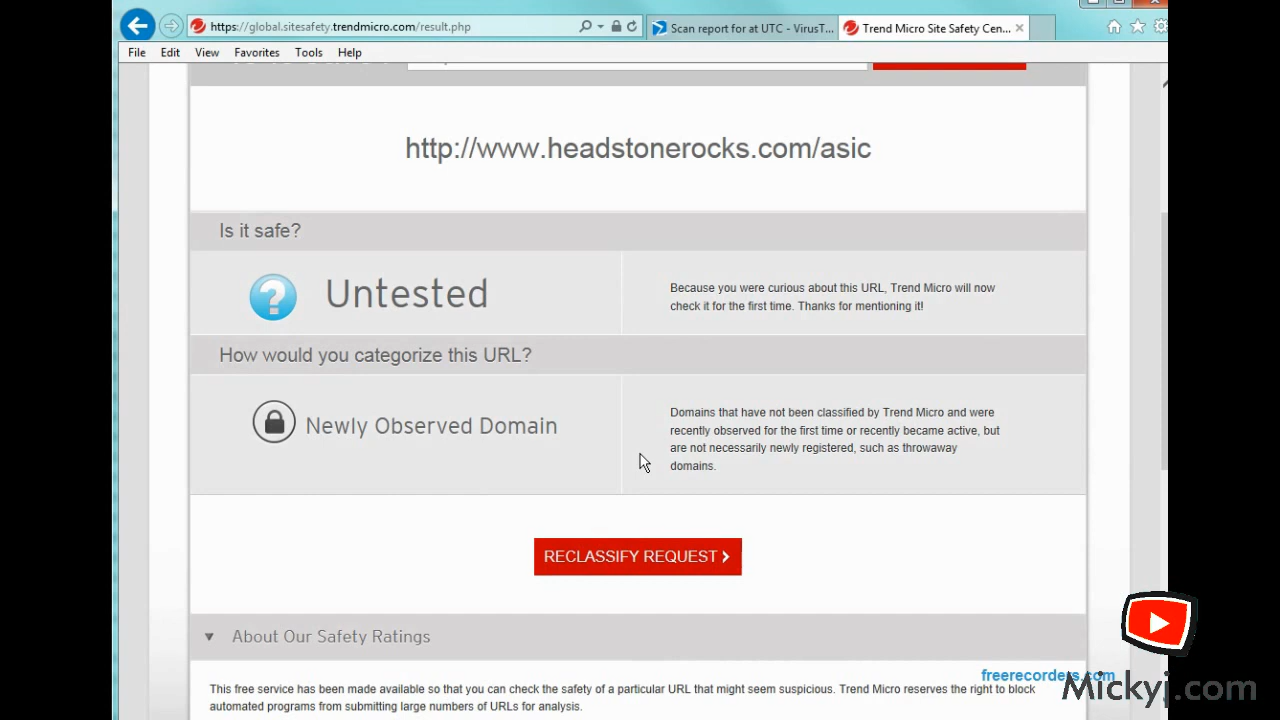 https://global.sitesafety.trendmicro.com/result.php
Scan report for at UTC - VirusT...
Trend Micro Site Safety Cen...
File Edit View Favorites Tools Help
http://www.headstonerocks.com/asic
Is it safe?
Untested
Because you were curious about this URL, Trend Micro will now
check it for the first time. Thanks for mentioning it!
How would you categorize this URL?
Newly Observed Domain
Domains that have not been classified by Trend Micro and were
recently observed for the first time or recently became active, but
are not necessarily newly registered, such as throwaway
domains.
RECLASSIFY REQUEST
About Our Safety Ratings
This free service has been made available so that you can check the safety of a particular URL that might seem suspicious. Trend Micro reserves the right to block
automated programs from submitting large numbers of URLs for analysis.
freerecorders.com
Mickyj.com